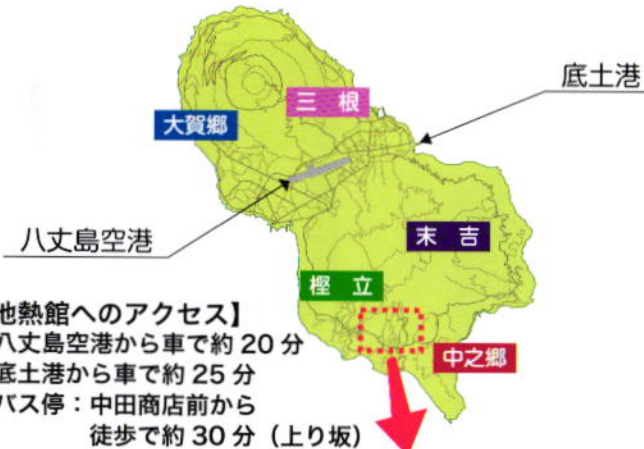 底土港
三 根
大賀郷
八丈島空港
末 吉
樫 立
中之郷
地熱館へのアクセス】
八丈島空港から車で約 20 分
底土港から車で約 25 分
バス停：中田商店前から
徒歩で約 30 分（上り坂）